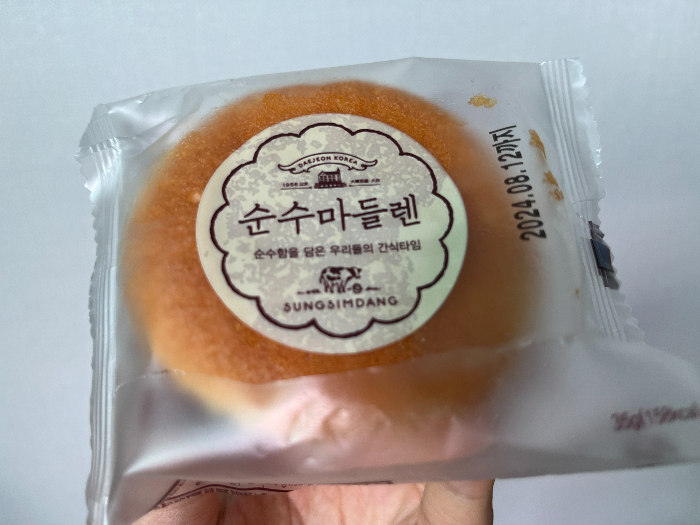 DAEJEON KOREA
순수마들렌
순수함을 담은 우리들의 간식타임
SUNGSIMDANG
2024.08.12까지